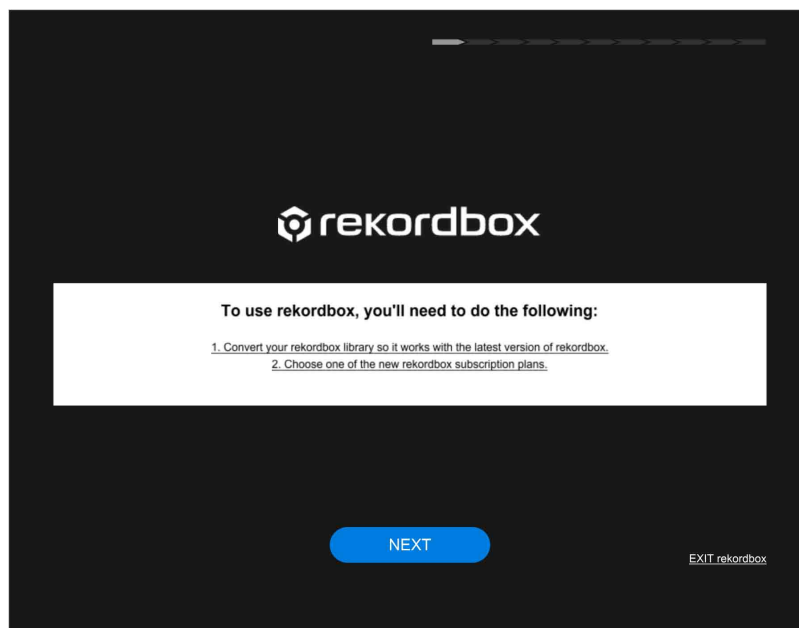 rekordbox
To use rekordbox, you'll need to do the following:
1. Convert your rekordbox library so it works with the latest version of rekordbox.
2. Choose one of the new rekordbox subscription plans.
NEXT
EXIT rekordbox